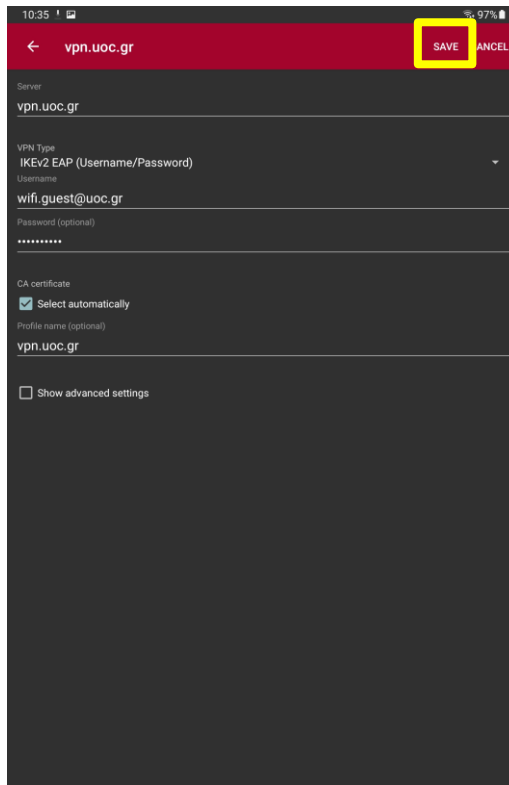 10:35 97%
vpn.uoc.gr SAVE ANCEL
Server
vpn.uoc.gr
VPN Type
IKEv2 EAP (Username/Password)
Username
wifi.guest@uoc.gr
Password (optional)
••••••••••
CA certificate
Select automatically
Profile name (optional)
vpn.uoc.gr
Show advanced settings